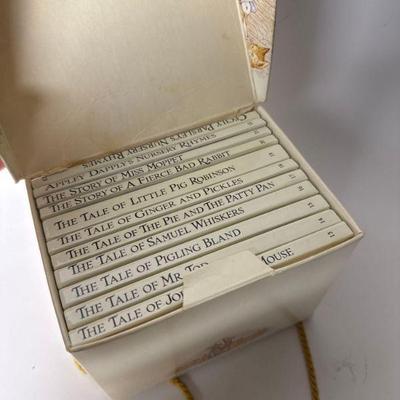 CECILY PARSLEY'S NURSERY RHYMES
APPLEY DAPPLY'S NURSERY RHYMES
THE STORY OF MISS MOPPET
THE STORY OF A FIERCE BAD RABBIT
THE TALE OF LITTLE PIG ROBINSON
THE TALE OF GINGER AND PICKLES
THE TALE OF THE PIE AND THE PATTY PAN
THE TALE OF SAMUEL WHISKERS
THE TALE OF PIGLING BLAND
THE TALE OF MR. TOD
THE TALE OF JOH MOUSE